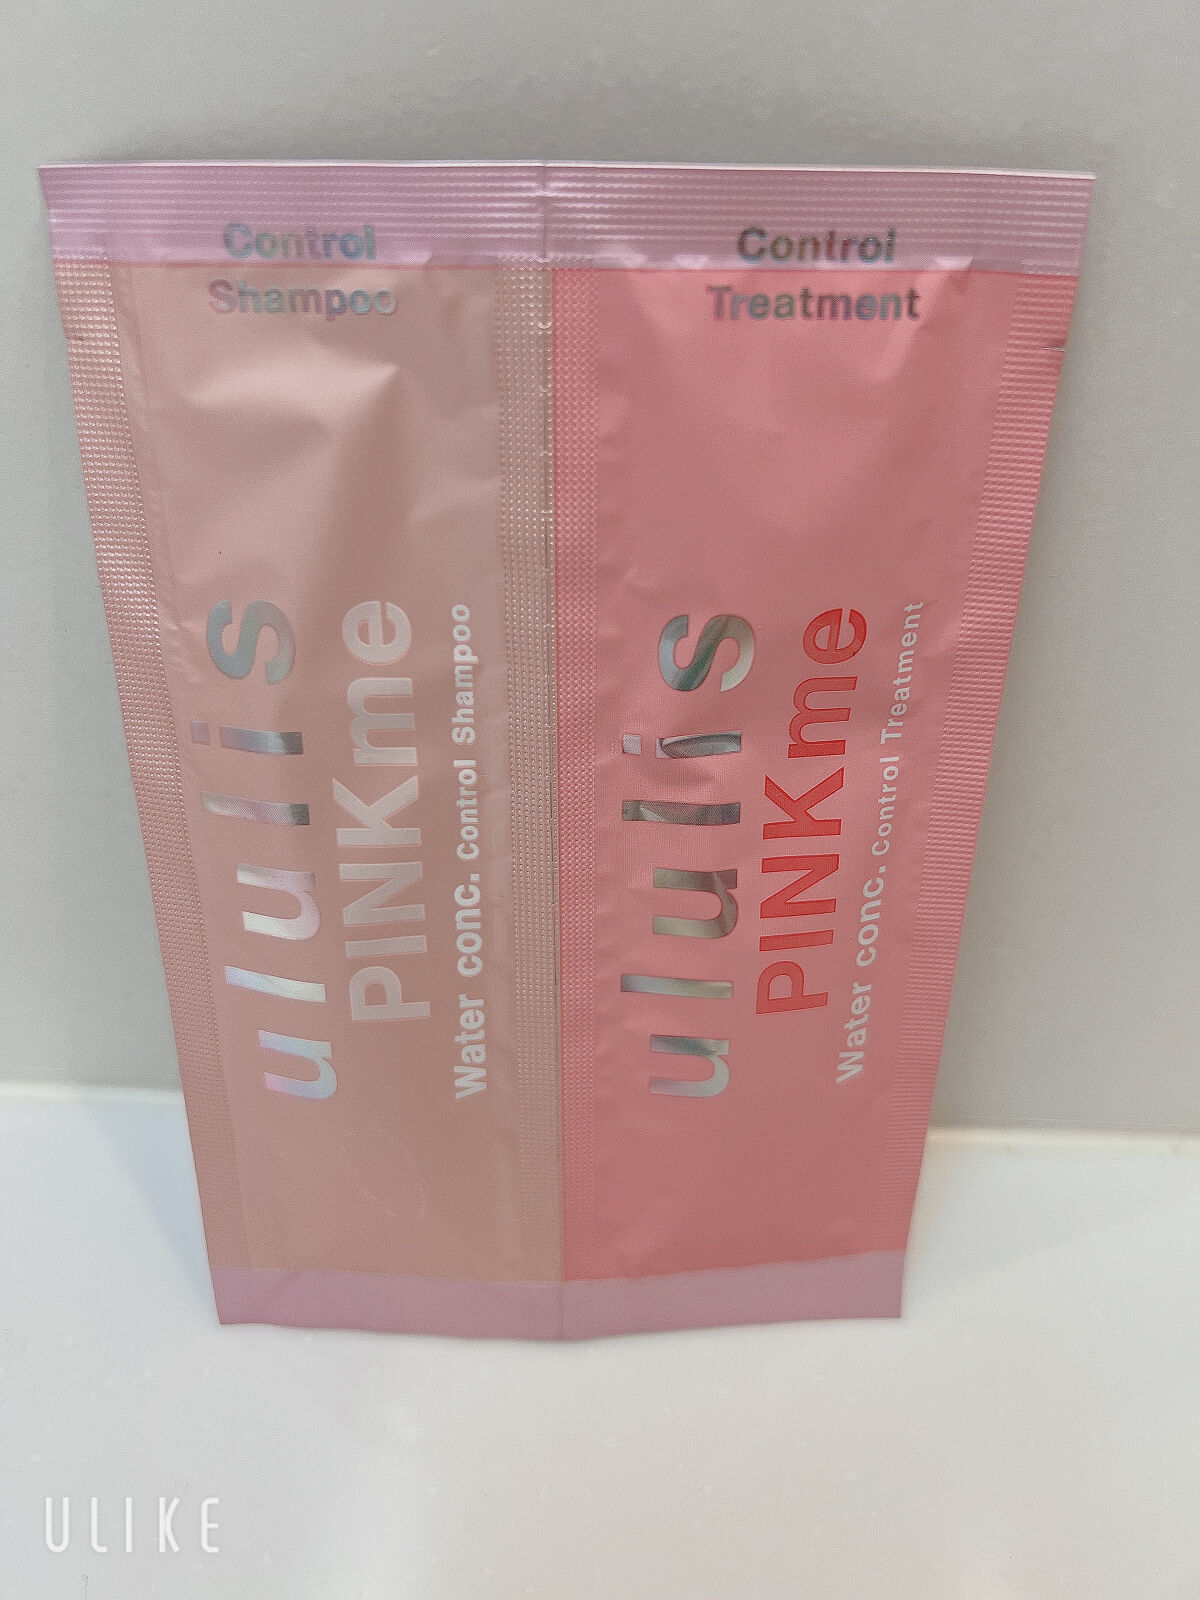 Control
Shampoo
ululis
PINKme
Water conc. Control Shampoo
Control
Treatment
ululis
PINKme
Water conc. Control Treatment
ULIKE